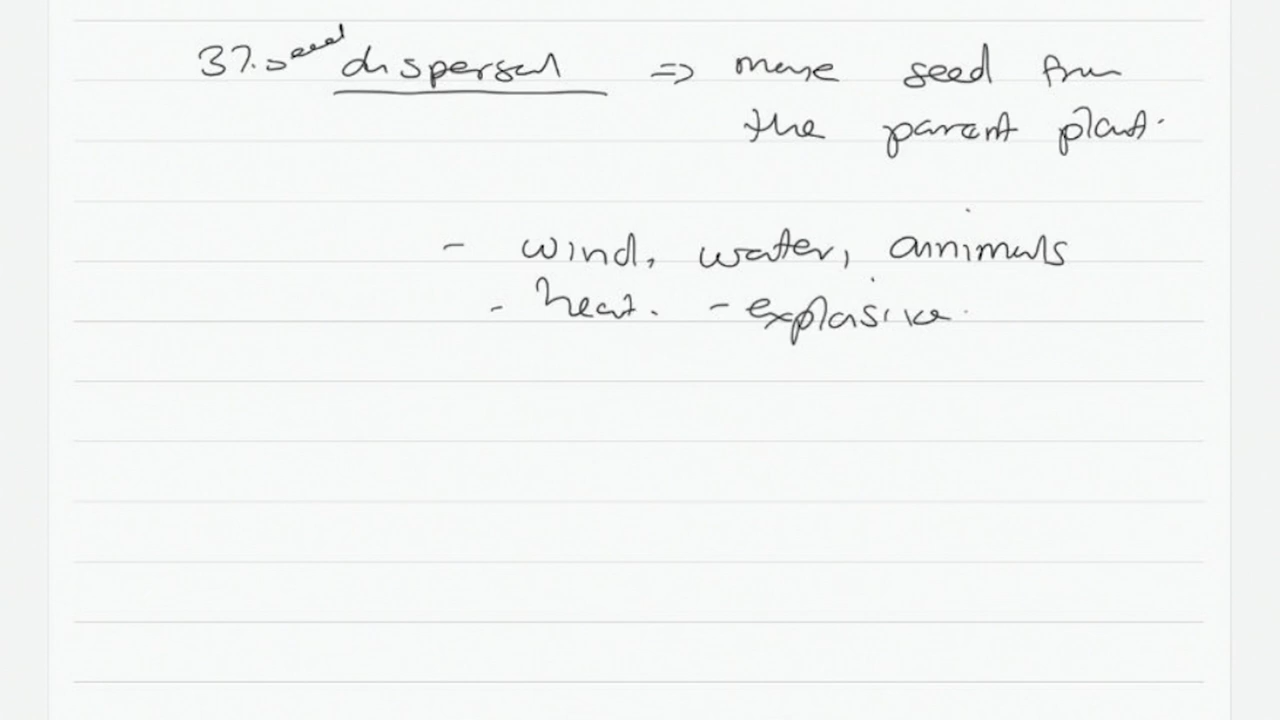 37. seed dispersal => move seed from
the parent plant.
- wind, water, animals
- heat. - explosive.